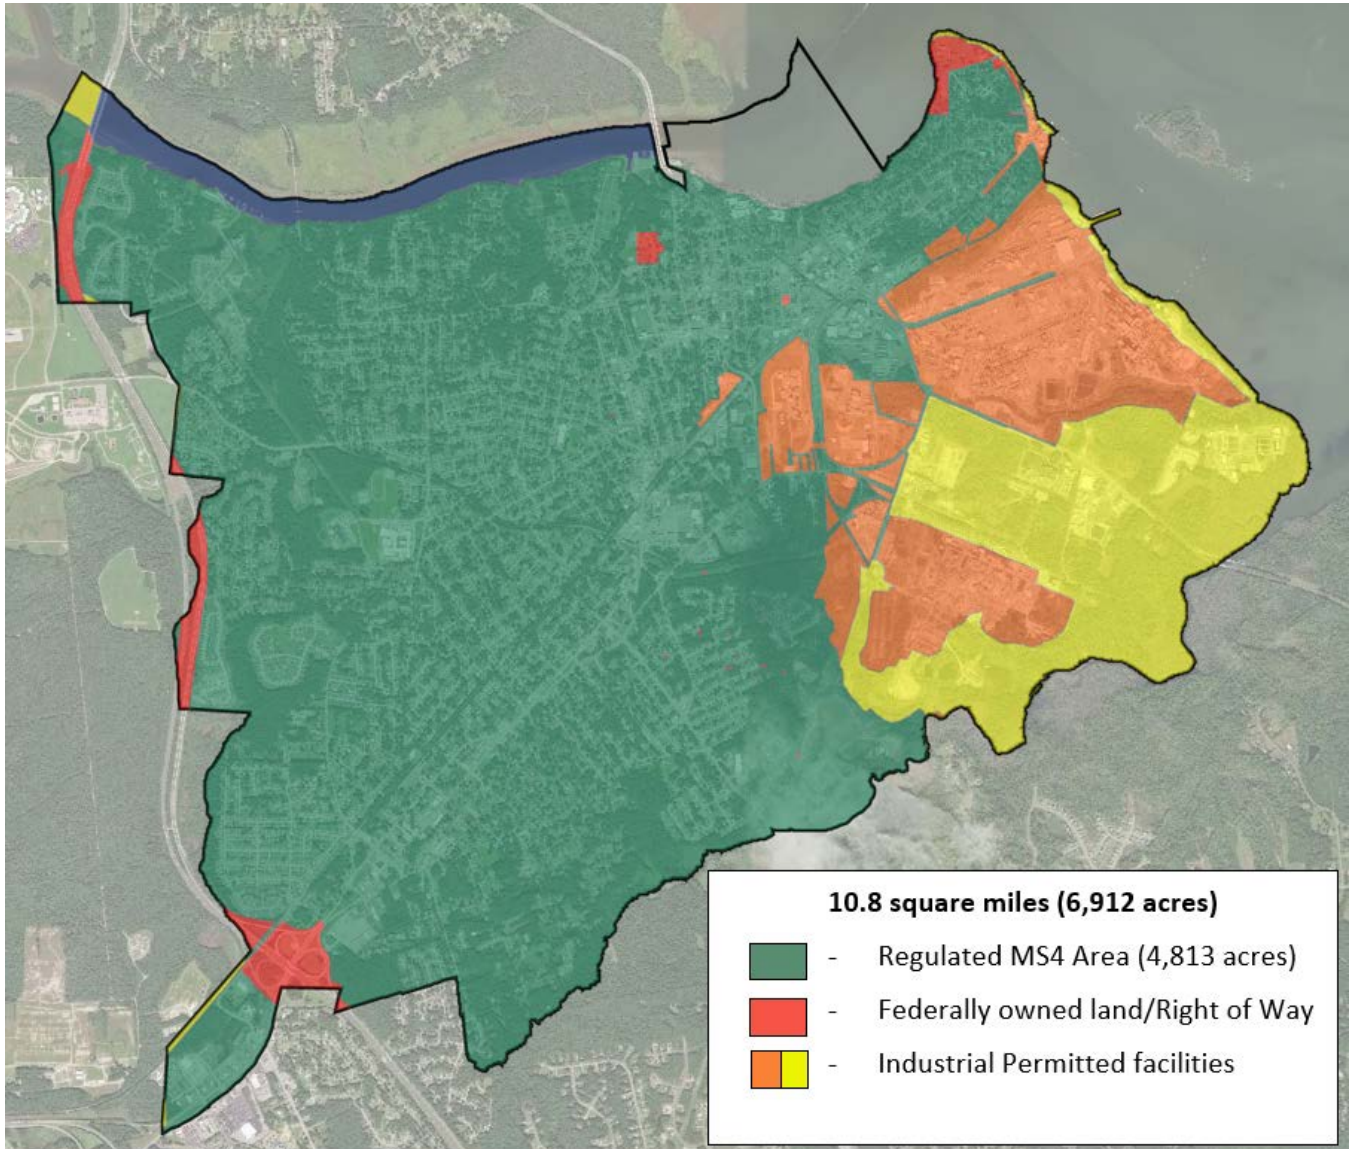 10.8 square miles (6,912 acres)
- Regulated MS4 Area (4,813 acres)
- Federally owned land/Right of Way
- Industrial Permitted facilities